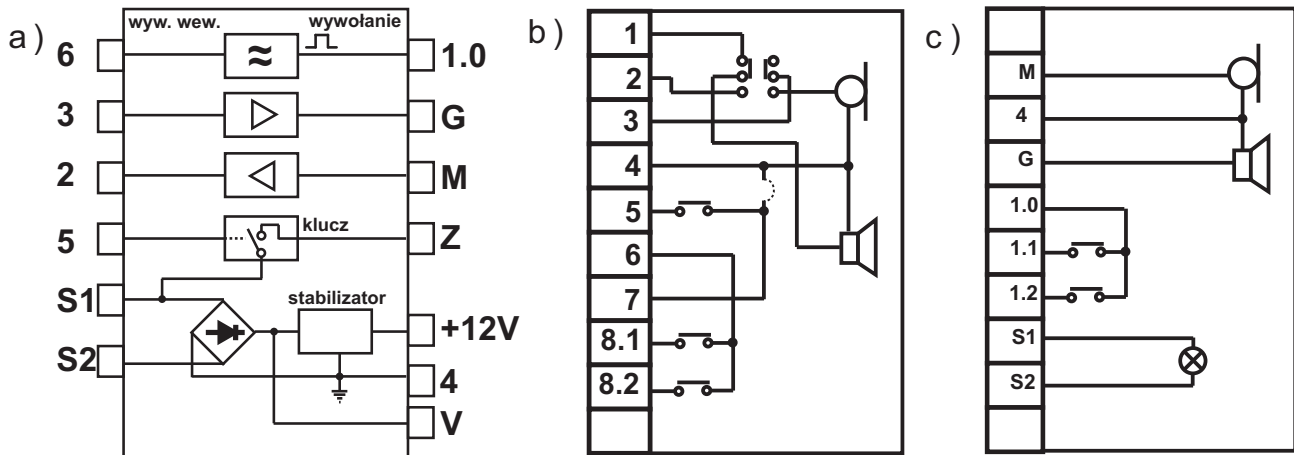 a)
wyw. wew.
wywołanie
6
≈
1.0
3
G
2
M
5
klucz
Z
S1
stabilizator
+12V
S2
4
V
b)
1
2
3
4
5
6
7
8.1
8.2
c)
M
4
G
1.0
1.1
1.2
S1
S2